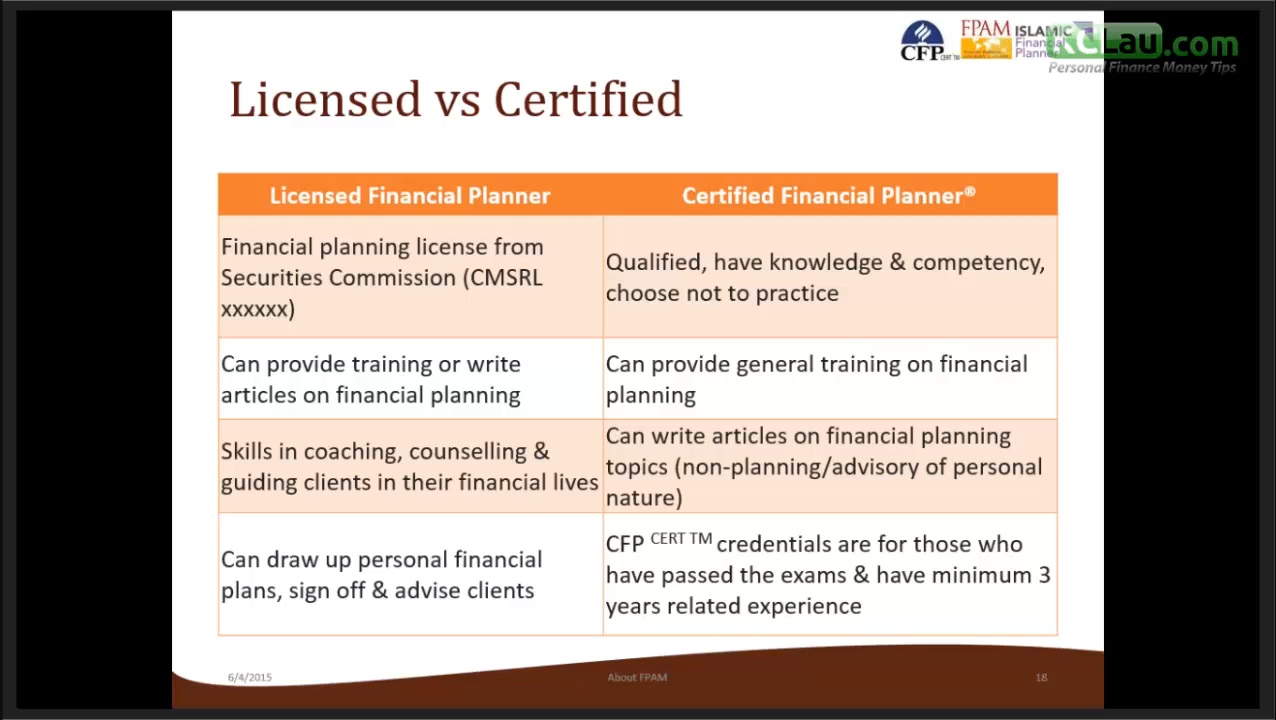 CFP CERT TM
FPAM
ISLAMIC
Financial
Planner
KCLau.com
Personal Finance Money Tips
Licensed vs Certified
Licensed Financial Planner
Certified Financial Planner®
Financial planning license from
Securities Commission (CMSRL
xxxxxx)
Qualified, have knowledge & competency,
choose not to practice
Can provide training or write
articles on financial planning
Can provide general training on financial
planning
Skills in coaching, counselling &
guiding clients in their financial lives
Can write articles on financial planning
topics (non-planning/advisory of personal
nature)
Can draw up personal financial
plans, sign off & advise clients
CFP CERT TM credentials are for those who
have passed the exams & have minimum 3
years related experience
6/4/2015
About FPAM
18